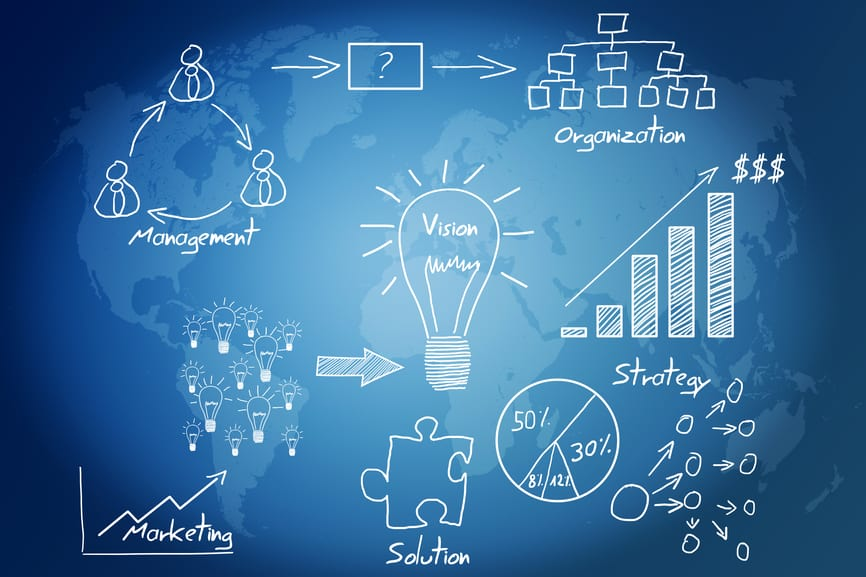 ?
Organization
$$$
Management
Vision
Strategy
50%
30%
8%
12%
Marketing
Solution